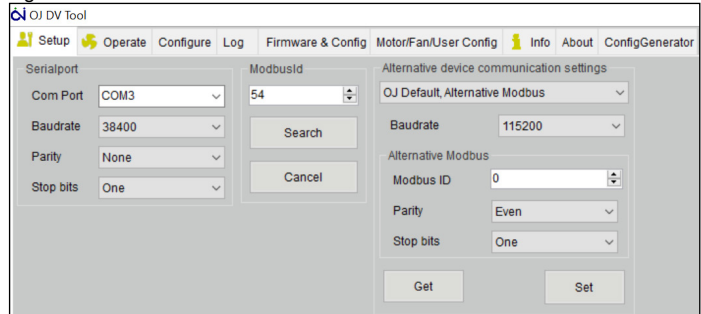 OJ DV Tool
Setup Operate Configure Log Firmware & Config Motor/Fan/User Config Info About ConfigGenerator
Serialport
Com Port COM3
Baudrate 38400
Parity None
Stop bits One
ModbusId
54
Search
Cancel
Alternative device communication settings
OJ Default, Alternative Modbus
Baudrate 115200
Alternative Modbus
Modbus ID 0
Parity Even
Stop bits One
Get Set